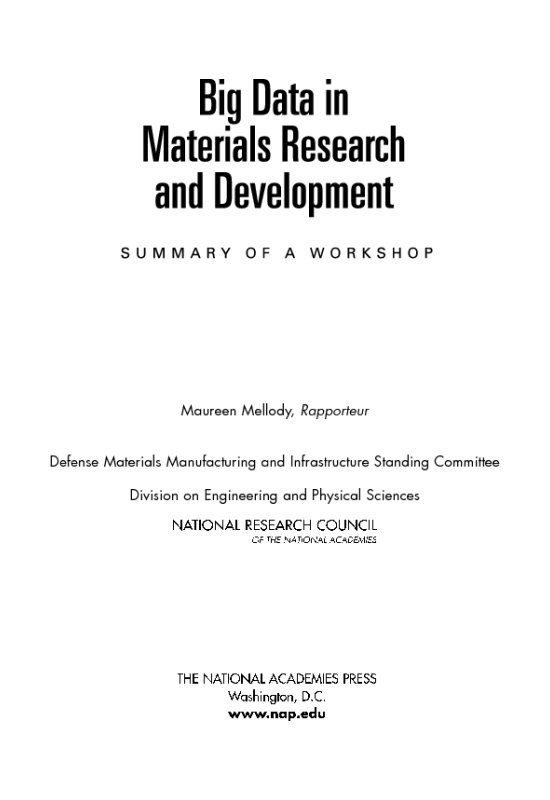 Big Data in
Materials Research
and Development
SUMMARY OF A WORKSHOP
Maureen Mellody, Rapporteur
Defense Materials Manufacturing and Infrastructure Standing Committee
Division on Engineering and Physical Sciences
NATIONAL RESEARCH COUNCIL
OF THE NATIONAL ACADEMIES
THE NATIONAL ACADEMIES PRESS
Washington, D.C.
www.nap.edu